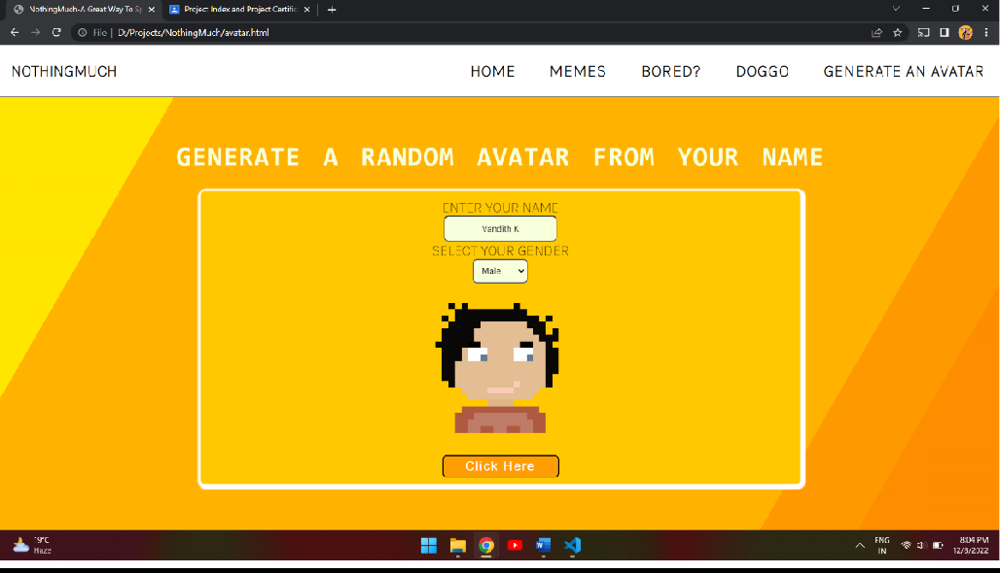 NothingMuch-A Great Way To Sp
Project Index and Project Certific
File | D:/Projects/NothingMuch/avatar.html
NOTHINGMUCH
HOME
MEMES
BORED?
DOGGO
GENERATE AN AVATAR
GENERATE A RANDOM AVATAR FROM YOUR NAME
ENTER YOUR NAME
Vandith K
SELECT YOUR GENDER
Male
Click Here
19°C
Haze
ENG
IN
8:04 PM
12/8/2022